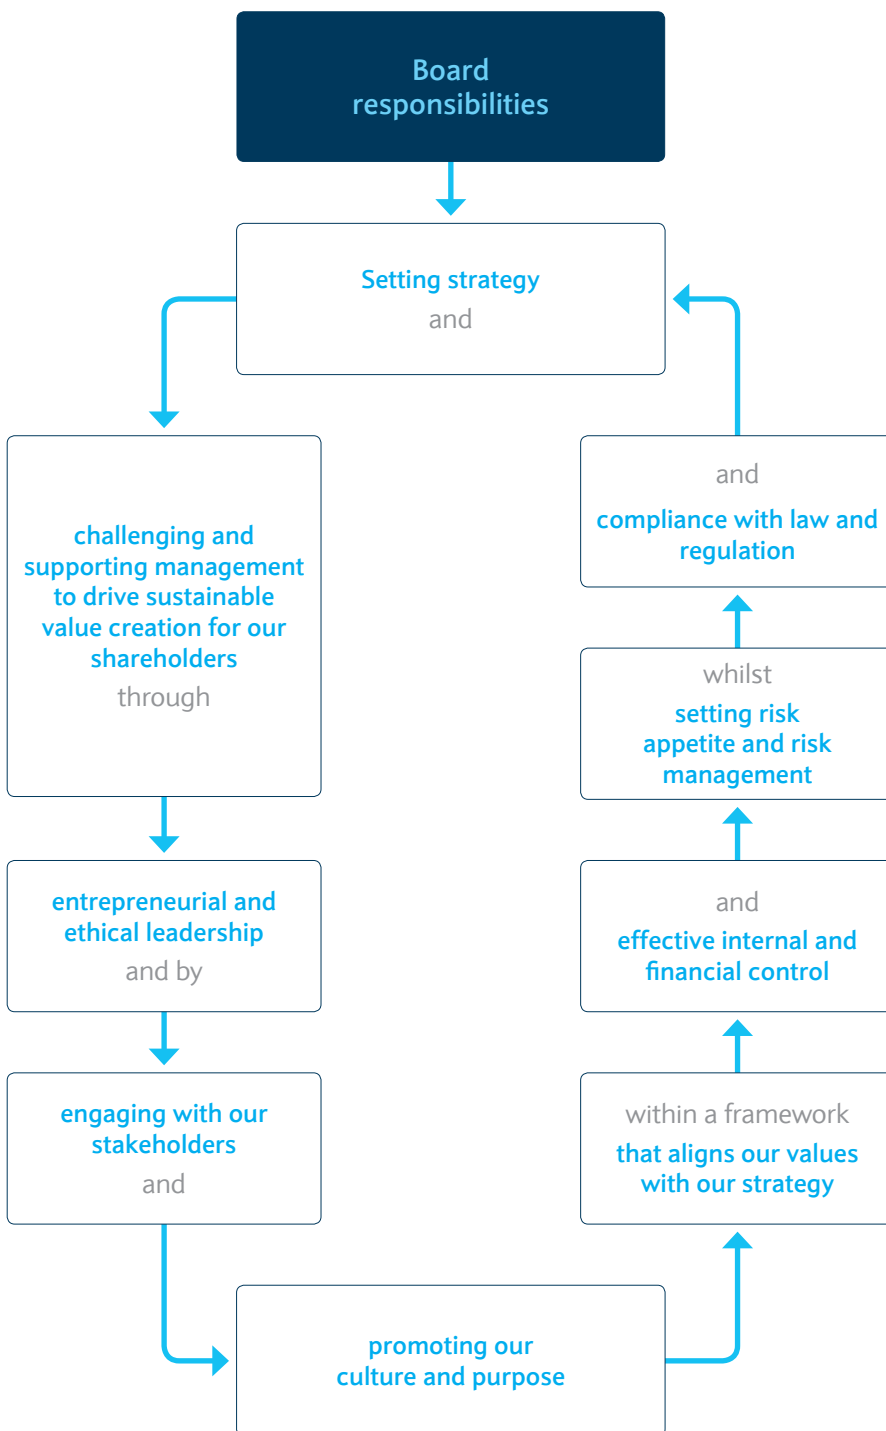 Board
responsibilities
Setting strategy
and
challenging and
supporting management
to drive sustainable
value creation for our
shareholders
through
entrepreneurial and
ethical leadership
and by
engaging with our
stakeholders
and
promoting our
culture and purpose
within a framework
that aligns our values
with our strategy
and
effective internal and
financial control
whilst
setting risk
appetite and risk
management
and
compliance with law and
regulation